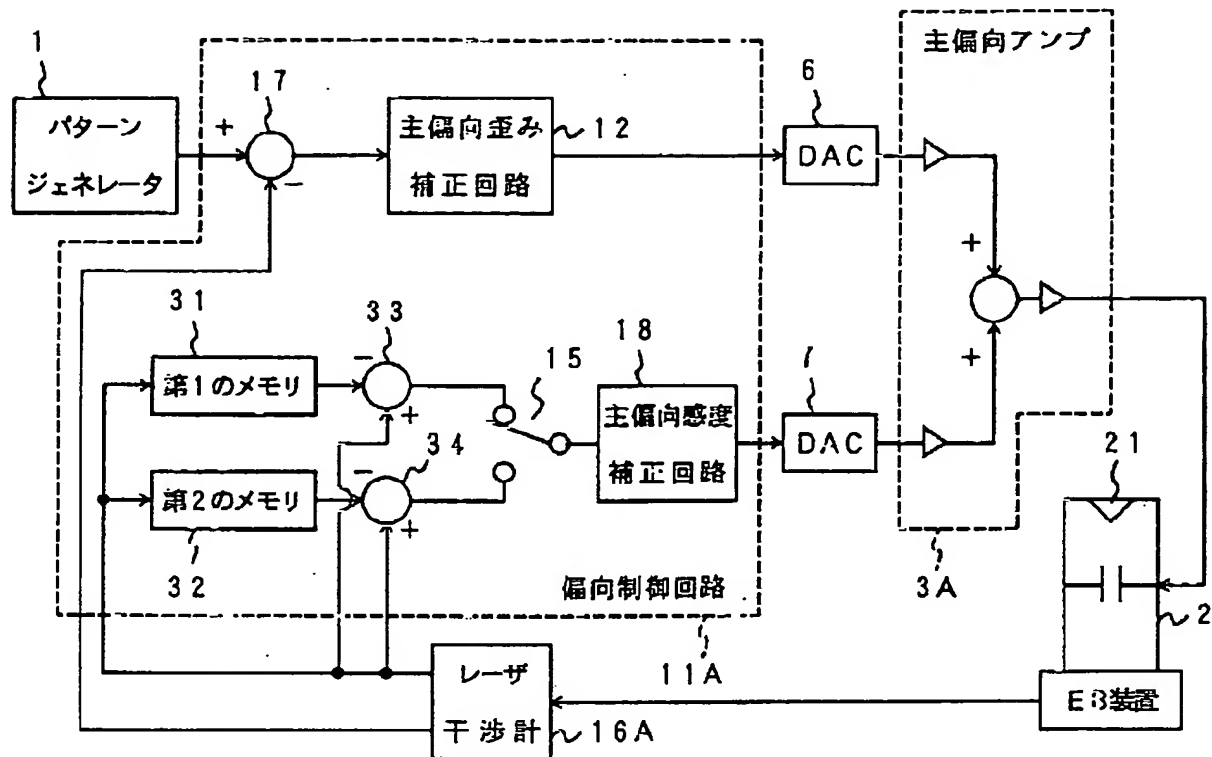 1
パターン
ジェネレータ
17
+
−
主偏向歪み
補正回路
12
6
DAC
主偏向アンプ
+
+
31
第1のメモリ
−
33
+
15
18
主偏向感度
補正回路
7
DAC
第2のメモリ
32
−
34
+
偏向制御回路
11A
3A
21
2
EB装置
レーザ
干渉計
16A